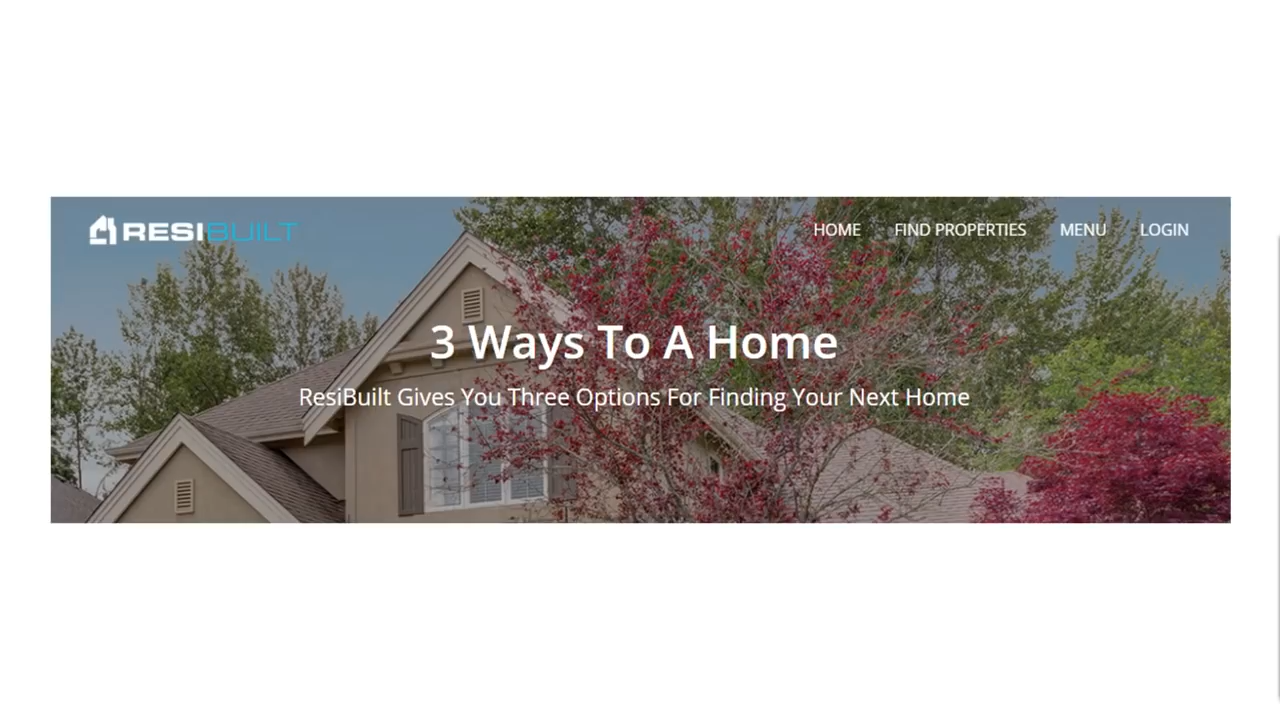 RESIBUILT
HOME FIND PROPERTIES MENU LOGIN
3 Ways To A Home
ResiBuilt Gives You Three Options For Finding Your Next Home